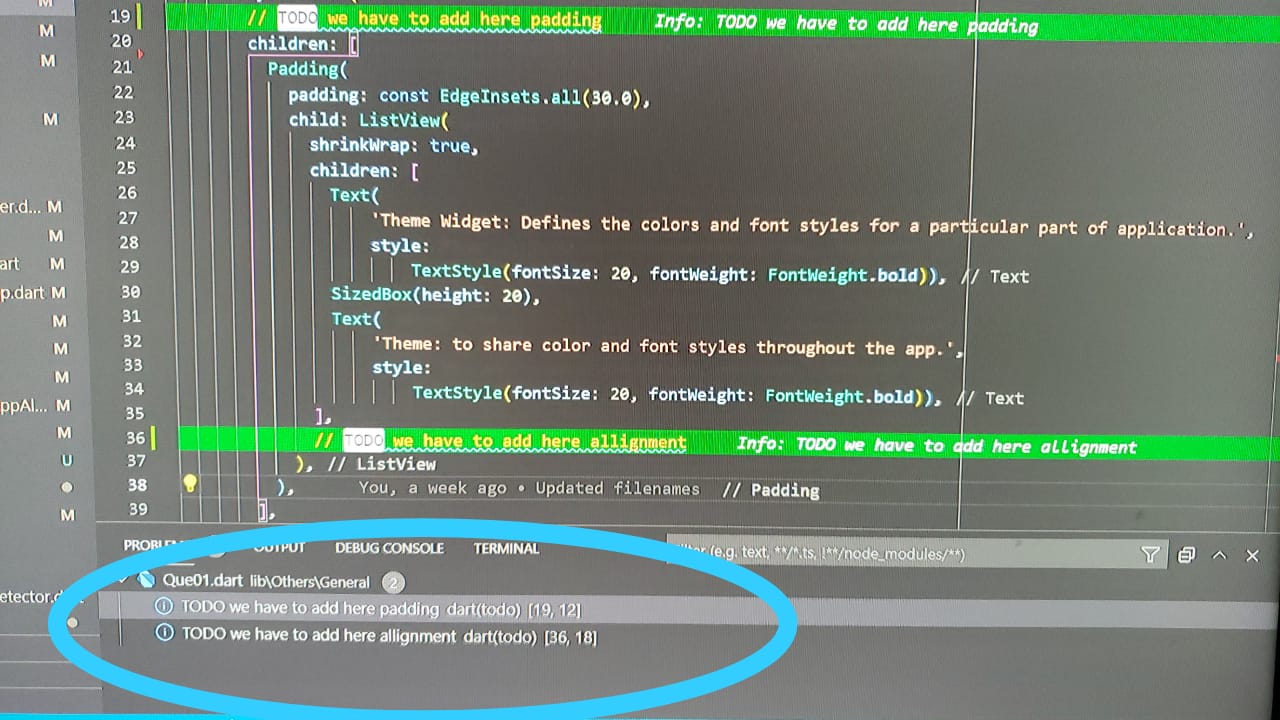 M
19 // TODO we have to add here padding Info: TODO we have to add here padding
M 20 children: [
M 21 Padding(
22 padding: const EdgeInsets.all(30.0),
M 23 child: ListView(
24 shrinkWrap: true,
25 children: [
26 Text(
er.d... M 27 'Theme Widget: Defines the colors and font styles for a particular part of application.',
M 28 style:
art M 29 TextStyle(fontSize: 20, fontWeight: FontWeight.bold)), // Text
p.dart M 30 SizedBox(height: 20),
M 31 Text(
M 32 'Theme: to share color and font styles throughout the app.',
M 33 style:
ppAl... M 34 TextStyle(fontSize: 20, fontWeight: FontWeight.bold)), // Text
35 ],
M 36 // TODO we have to add here allignment Info: TODO we have to add here allignment
U 37 ), // ListView
38 ), You, a week ago • Updated filenames // Padding
M 39 ],
OUTPUT DEBUG CONSOLE TERMINAL (e.g. text, **/*.ts, !**/node_modules/**)
Que01.dart lib\Others\General 2
TODO we have to add here padding dart(todo) [19, 12]
TODO we have to add here allignment dart(todo) [36, 18]